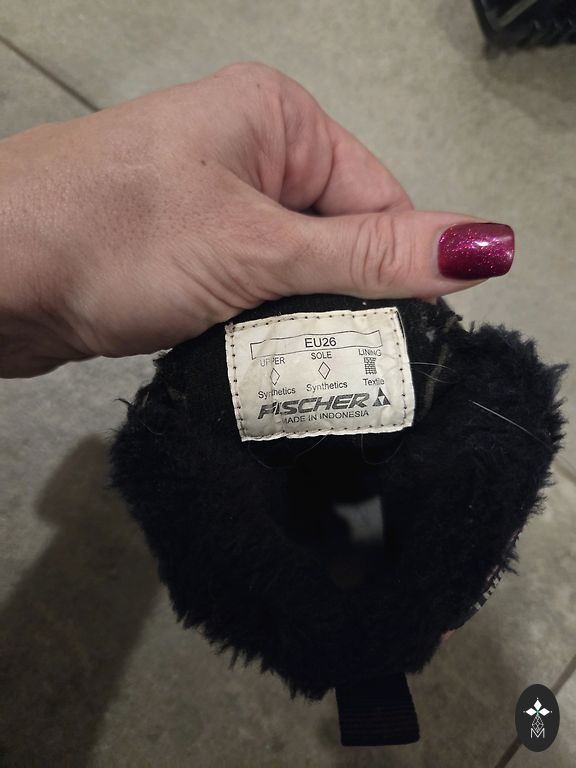 EU26
UPPER SOLE LINING
Synthetics Synthetics Textile
FISCHER
MADE IN INDONESIA
M